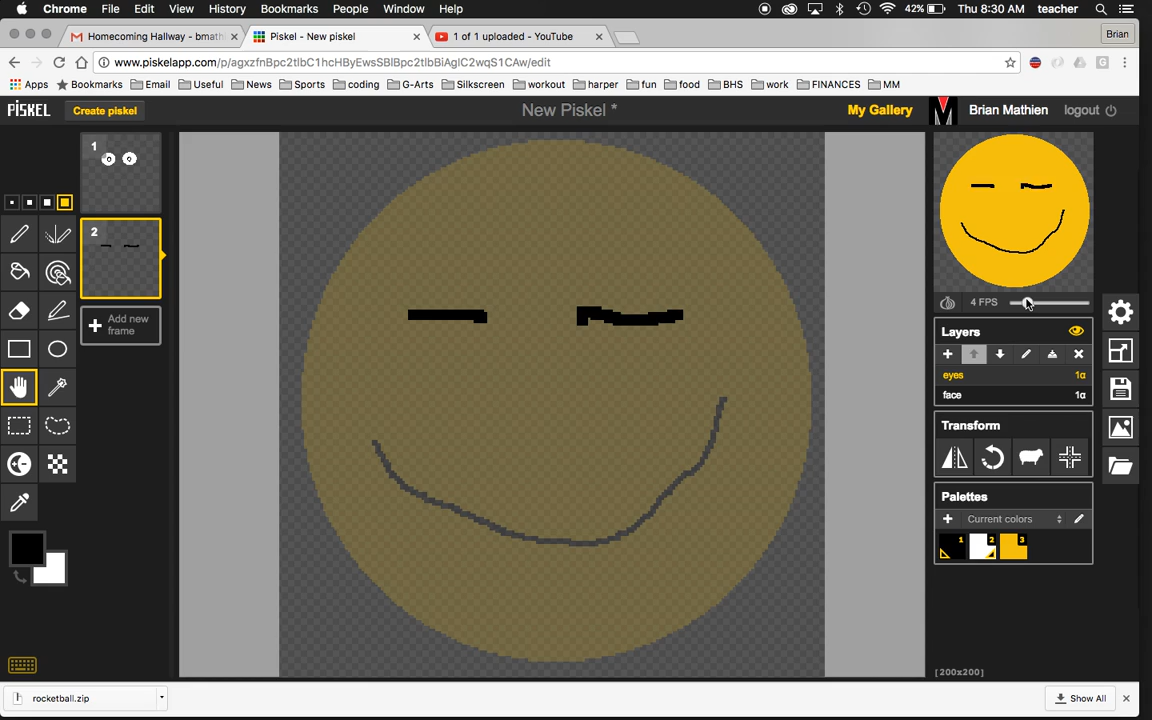 Chrome File Edit View History Bookmarks People Window Help 42% Thu 8:30 AM teacher
Homecoming Hallway - bmath × Piskel - New piskel × 1 of 1 uploaded - YouTube × Brian
www.piskelapp.com/p/agxzfnBpc2tlbC1hcHByEwsSBlBpc2tlbBiAgIC2wqS1CAw/edit
Apps Bookmarks Email Useful News Sports coding G-Arts Silkscreen workout harper fun food BHS work FINANCES MM
PiSKEL Create piskel New Piskel * My Gallery Brian Mathien logout
1
2
Add new
frame
4 FPS
Layers
eyes 1α
face 1α
Transform
Palettes
Current colors
1 2 3
[200x200]
rocketball.zip Show All